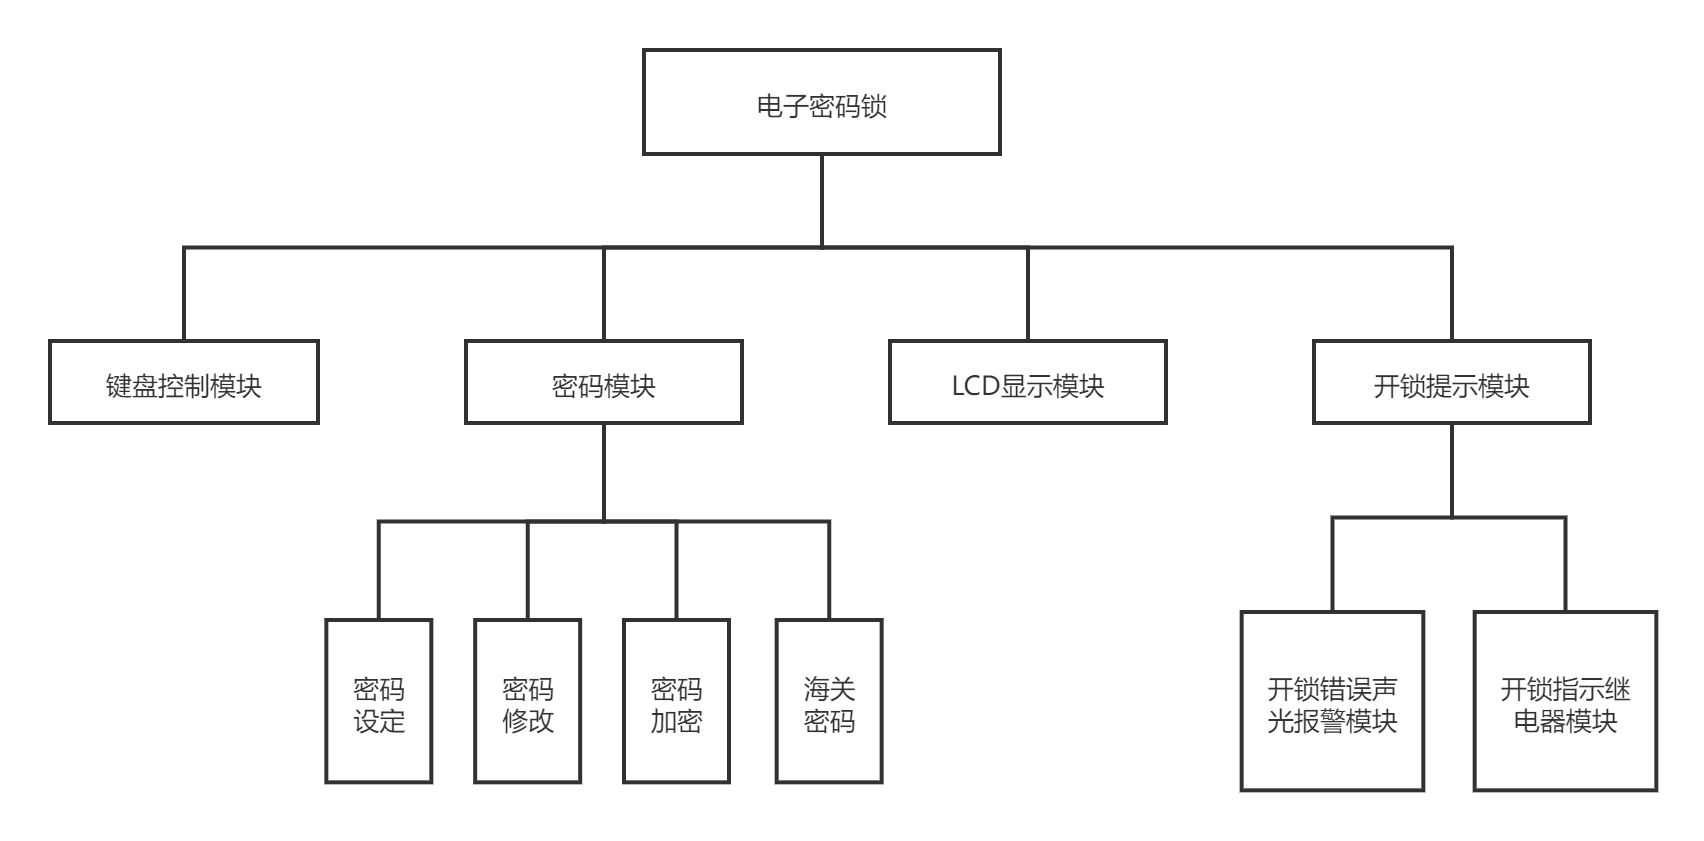 电子密码锁
键盘控制模块
密码模块
LCD显示模块
开锁提示模块
密码
设定
密码
修改
密码
加密
海关
密码
开锁错误声
光报警模块
开锁指示继
电器模块